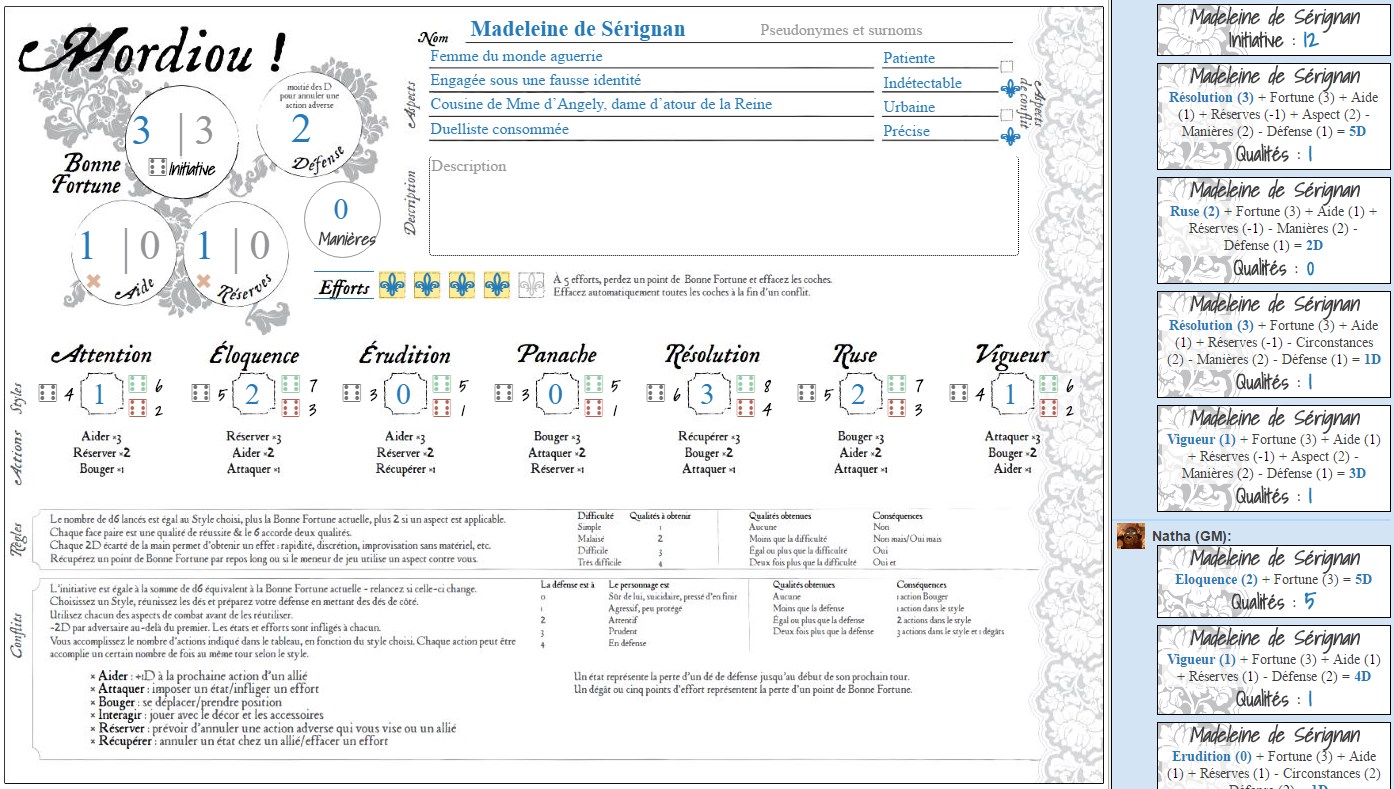 Mordiou !
Nom
Madeleine de Sérignan
Pseudonymes et surnoms
Aspects
Femme du monde aguerrie
Engagée sous une fausse identité
Cousine de Mme d'Angely, dame d'atour de la Reine
Duelliste consommée
Patiente
Indétectable
Urbaine
Précise
Aspects de conflit
Bonne Fortune
3 | 3
Initiative
mostié des D
pour annuler une
action adverse
2
Défense
1 | 0
Aide
1 | 0
Réserves
0
Manières
Description
Description
Efforts
À 5 efforts, perdez un point de Bonne Fortune et effacez les coches.
Effacez automatiquement toutes les coches à la fin d'un conflit.
Attention Éloquence Érudition Panache Résolution Ruse Vigueur
Styles
4 1 6 2
5 2 7 3
3 0 5 1
3 0 5 1
6 3 8 4
5 2 7 3
4 1 6 2
Actions
Aider ×3 Réserver ×3 Aider ×3 Bouger ×3 Récupérer ×3 Bouger ×3 Attaquer ×3
Réserver ×2 Aider ×2 Réserver ×2 Attaquer ×2 Bouger ×2 Aider ×2 Bouger ×2
Bouger ×1 Attaquer ×1 Récupérer ×1 Réserver ×1 Attaquer ×1 Attaquer ×1 Aider ×1
Règles
Le nombre de d6 lancés est égal au Style choisi, plus la Bonne Fortune actuelle, plus 2 si un aspect est applicable.
Chaque face paire est une qualité de réussite & le 6 accorde deux qualités.
Chaque 2D écarté de la main permet d'obtenir un effet : rapidité, discrétion, improvisation sans matériel, etc.
Récupérez un point de Bonne Fortune par repos long ou si le meneur de jeu utilise un aspect contre vous.
Difficulté Qualités à obtenir
Simple 1
Malaisé 2
Difficile 3
Très difficile 4
Qualités obtenues Conséquences
Aucune Non
Moins que la difficulté Non mais/Oui mais
Égal ou plus que la difficulté Oui
Deux fois plus que la difficulté Oui et
Conflits
L'initiative est égale à la somme de d6 équivalent à la Bonne Fortune actuelle - relancez si celle-ci change.
Choisissez un Style, réunissez les dés et préparez votre défense en mettant des dés de côté.
Utilisez chacun des aspects de combat avant de les réutiliser.
-2D par adversaire au-delà du premier. Les états et efforts sont infligés à chacun.
Vous accomplissez le nombre d'actions indiqué dans le tableau, en fonction du style choisi. Chaque action peut être
accomplie un certain nombre de fois au même tour selon le style.
La défense est à Le personnage est
0 Sûr de lui, suicidaire, pressé d'en finir
1 Agressif, peu protégé
2 Attentif
3 Prudent
4 En défense
Qualités obtenues Conséquences
Aucune 1 action Bouger
Moins que la défense 1 action dans le style
Égal ou plus que la défense 2 actions dans le style
Deux fois plus que la défense 3 actions dans le style et 1 dégâts
× Aider : +1D à la prochaine action d'un allié
× Attaquer : imposer un état/infliger un effort
× Bouger : se déplacer/prendre position
× Interagir : jouer avec le décor et les accessoires
× Réserver : prévoir d'annuler une action adverse qui vous vise ou un allié
× Récupérer : annuler un état chez un allié/effacer un effort
Un état représente la perte d'un dé de défense jusqu'au début de son prochain tour.
Un dégât ou cinq points d'effort représentent la perte d'un point de Bonne Fortune.
Madeleine de Sérignan
Initiative : 12
Madeleine de Sérignan
Résolution (3) + Fortune (3) + Aide
(1) + Réserves (-1) + Aspect (2) -
Manières (2) - Défense (1) = 5D
Qualités : 1
Madeleine de Sérignan
Ruse (2) + Fortune (3) + Aide (1) +
Réserves (-1) - Manières (2) -
Défense (1) = 2D
Qualités : 0
Madeleine de Sérignan
Résolution (3) + Fortune (3) + Aide
(1) + Réserves (-1) - Circonstances
(2) - Manières (2) - Défense (1) = 1D
Qualités : 1
Madeleine de Sérignan
Vigueur (1) + Fortune (3) + Aide (1)
+ Réserves (-1) + Aspect (2) -
Manières (2) - Défense (1) = 3D
Qualités : 1
Natha (GM):
Madeleine de Sérignan
Eloquence (2) + Fortune (3) = 5D
Qualités : 5
Madeleine de Sérignan
Vigueur (1) + Fortune (3) + Aide (1)
+ Réserves (1) - Défense (2) = 4D
Qualités : 1
Madeleine de Sérignan
Erudition (0) + Fortune (3) + Aide
(1) + Réserves (1) - Circonstances (2)
Défense (2) = 1D